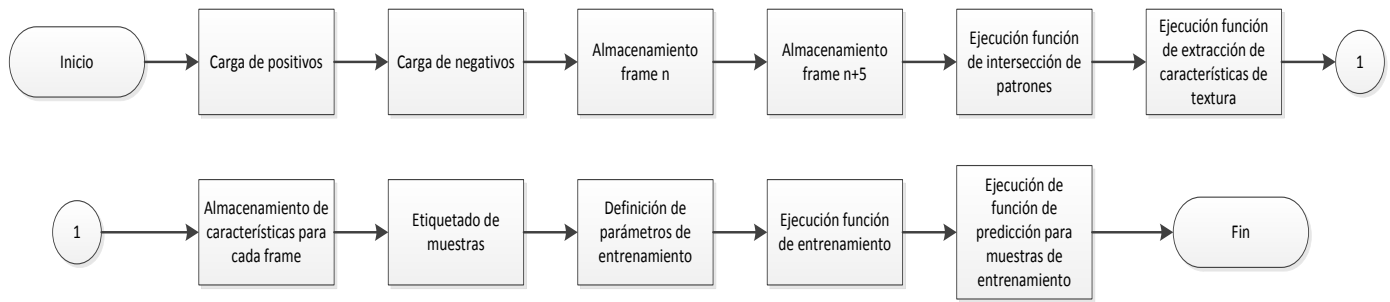 Inicio
Carga de positivos
Carga de negativos
Almacenamiento
frame n
Almacenamiento
frame n+5
Ejecución función
de intersección de
patrones
Ejecución función
de extracción de
características de
textura
1
1
Almacenamiento de
características para
cada frame
Etiquetado de
muestras
Definición de
parámetros de
entrenamiento
Ejecución función
de entrenamiento
Ejecución de
función de
predicción para
muestras de
entrenamiento
Fin